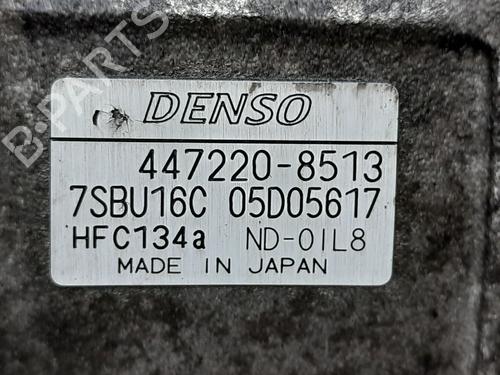 B-PARTS
DENSO
447220-8513
7SBU16C 05D05617
HFC134a ND-OIL8
MADE IN JAPAN